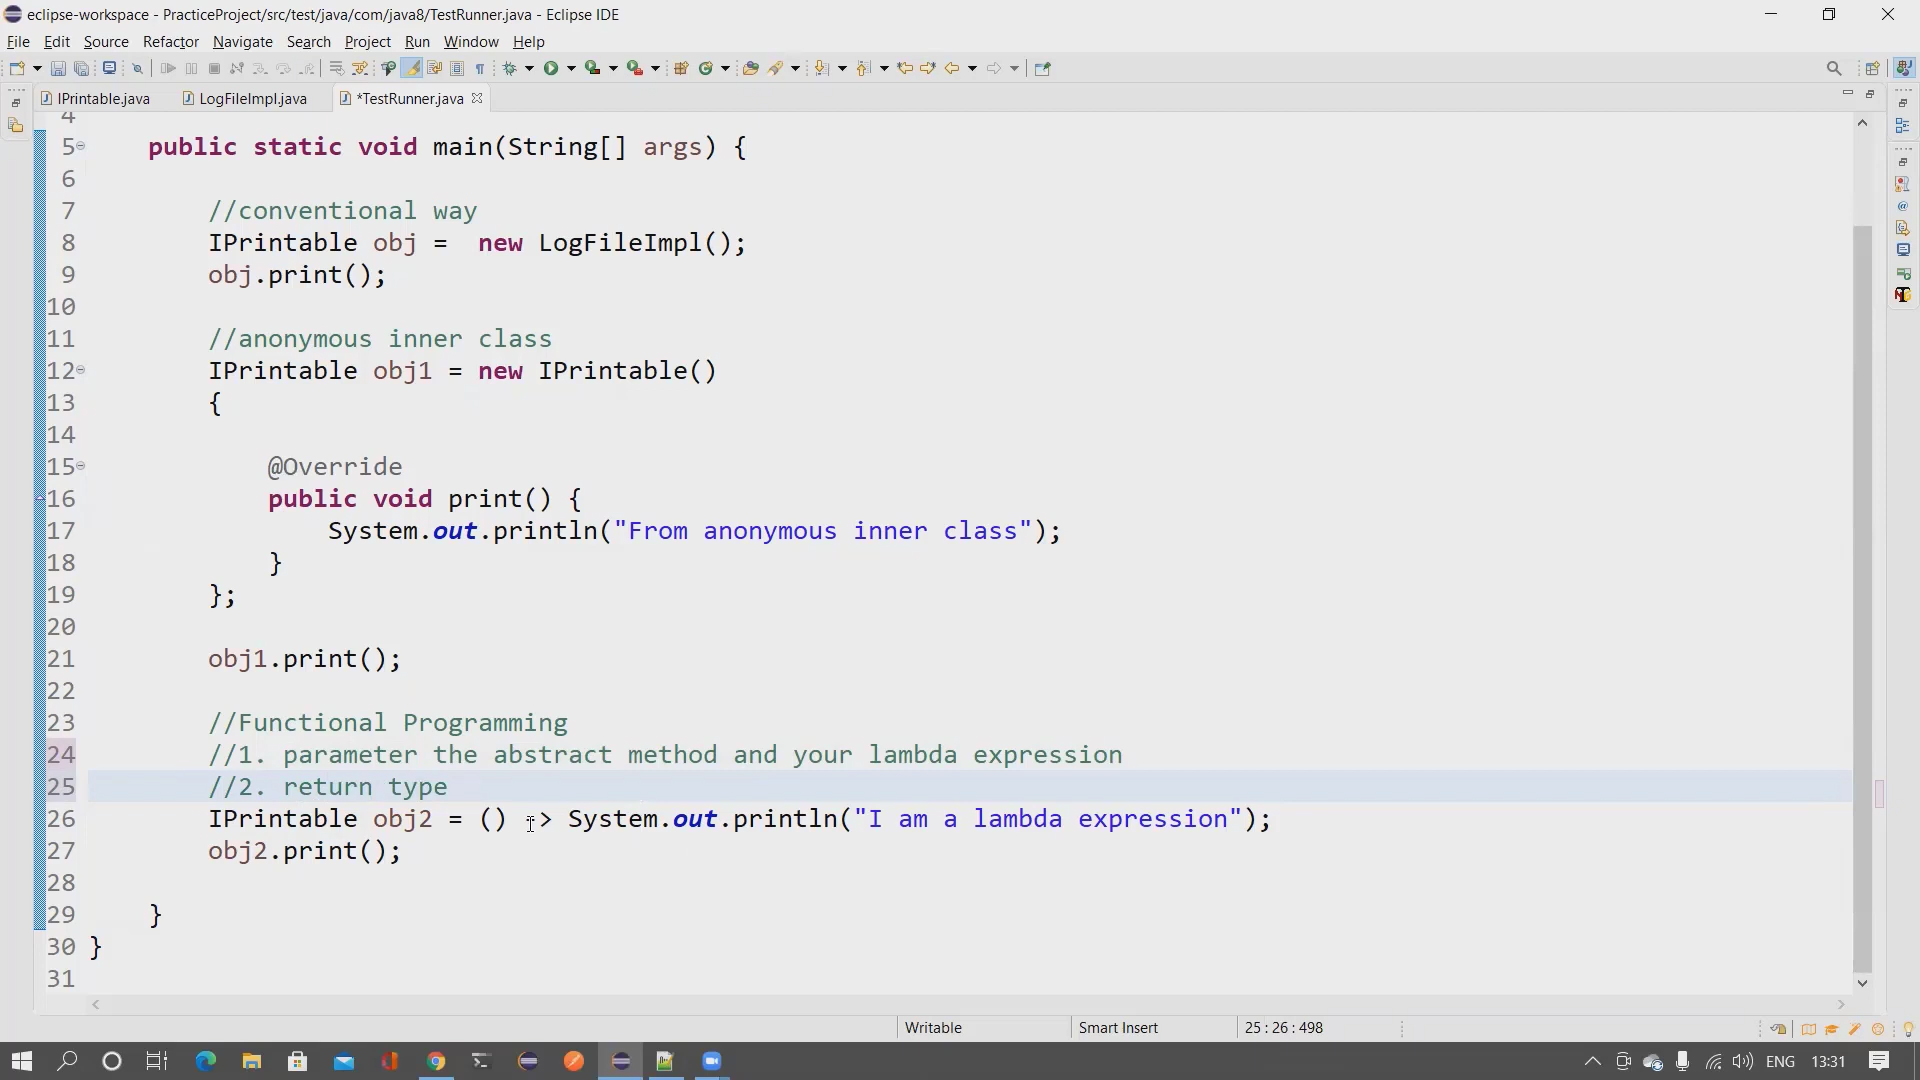 eclipse-workspace - PracticeProject/src/test/java/com/java8/TestRunner.java - Eclipse IDE
File Edit Source Refactor Navigate Search Project Run Window Help
IPrintable.java LogFileImpl.java *TestRunner.java
4
5 public static void main(String[] args) {
6
7 //conventional way
8 IPrintable obj =  new LogFileImpl();
9 obj.print();
10
11 //anonymous inner class
12 IPrintable obj1 = new IPrintable()
13 {
14
15 @Override
16 public void print() {
17 System.out.println("From anonymous inner class");
18 }
19 };
20
21 obj1.print();
22
23 //Functional Programming
24 //1. parameter the abstract method and your lambda expression
25 //2. return type
26 IPrintable obj2 = () -> System.out.println("I am a lambda expression");
27 obj2.print();
28
29 }
30 }
31
Writable Smart Insert 25 : 26 : 498
ENG 13:31